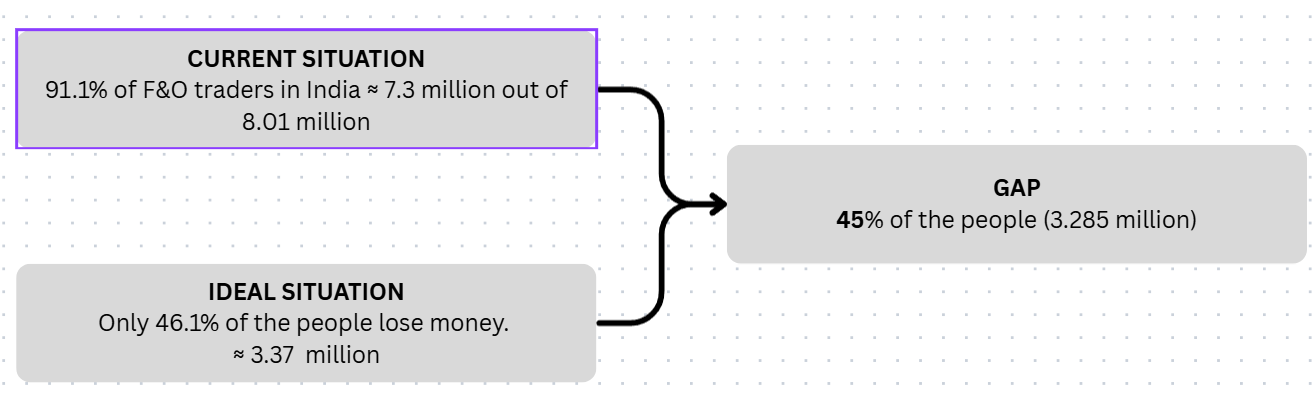 CURRENT SITUATION
91.1% of F&O traders in India ≈ 7.3 million out of
8.01 million
GAP
45% of the people (3.285 million)
IDEAL SITUATION
Only 46.1% of the people lose money.
≈ 3.37  million